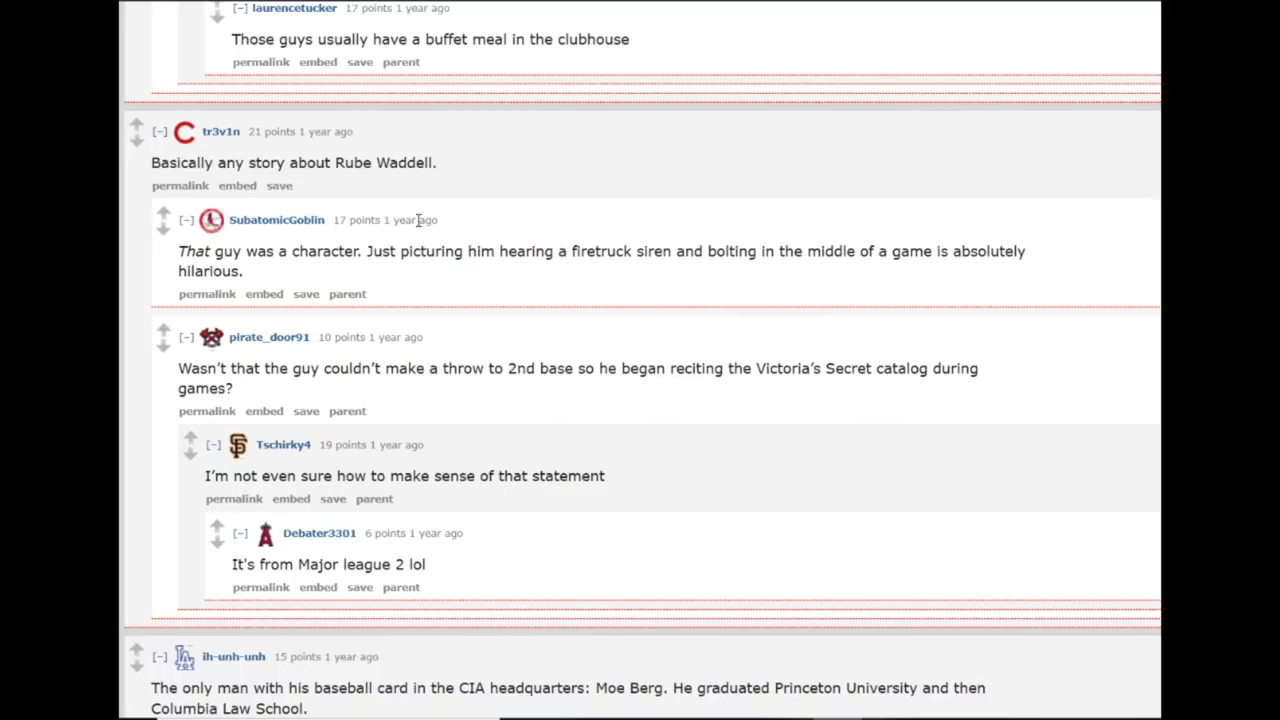 [-] laurencetucker 17 points 1 year ago
Those guys usually have a buffet meal in the clubhouse
permalink embed save parent
[-] tr3v1n 21 points 1 year ago
Basically any story about Rube Waddell.
permalink embed save
[-] SubatomicGoblin 17 points 1 year ago
That guy was a character. Just picturing him hearing a firetruck siren and bolting in the middle of a game is absolutely
hilarious.
permalink embed save parent
[-] pirate_door91 10 points 1 year ago
Wasn’t that the guy couldn’t make a throw to 2nd base so he began reciting the Victoria’s Secret catalog during
games?
permalink embed save parent
[-] Tschirky4 19 points 1 year ago
I’m not even sure how to make sense of that statement
permalink embed save parent
[-] Debater3301 6 points 1 year ago
It's from Major league 2 lol
permalink embed save parent
[-] ih-unh-unh 15 points 1 year ago
The only man with his baseball card in the CIA headquarters: Moe Berg. He graduated Princeton University and then
Columbia Law School.